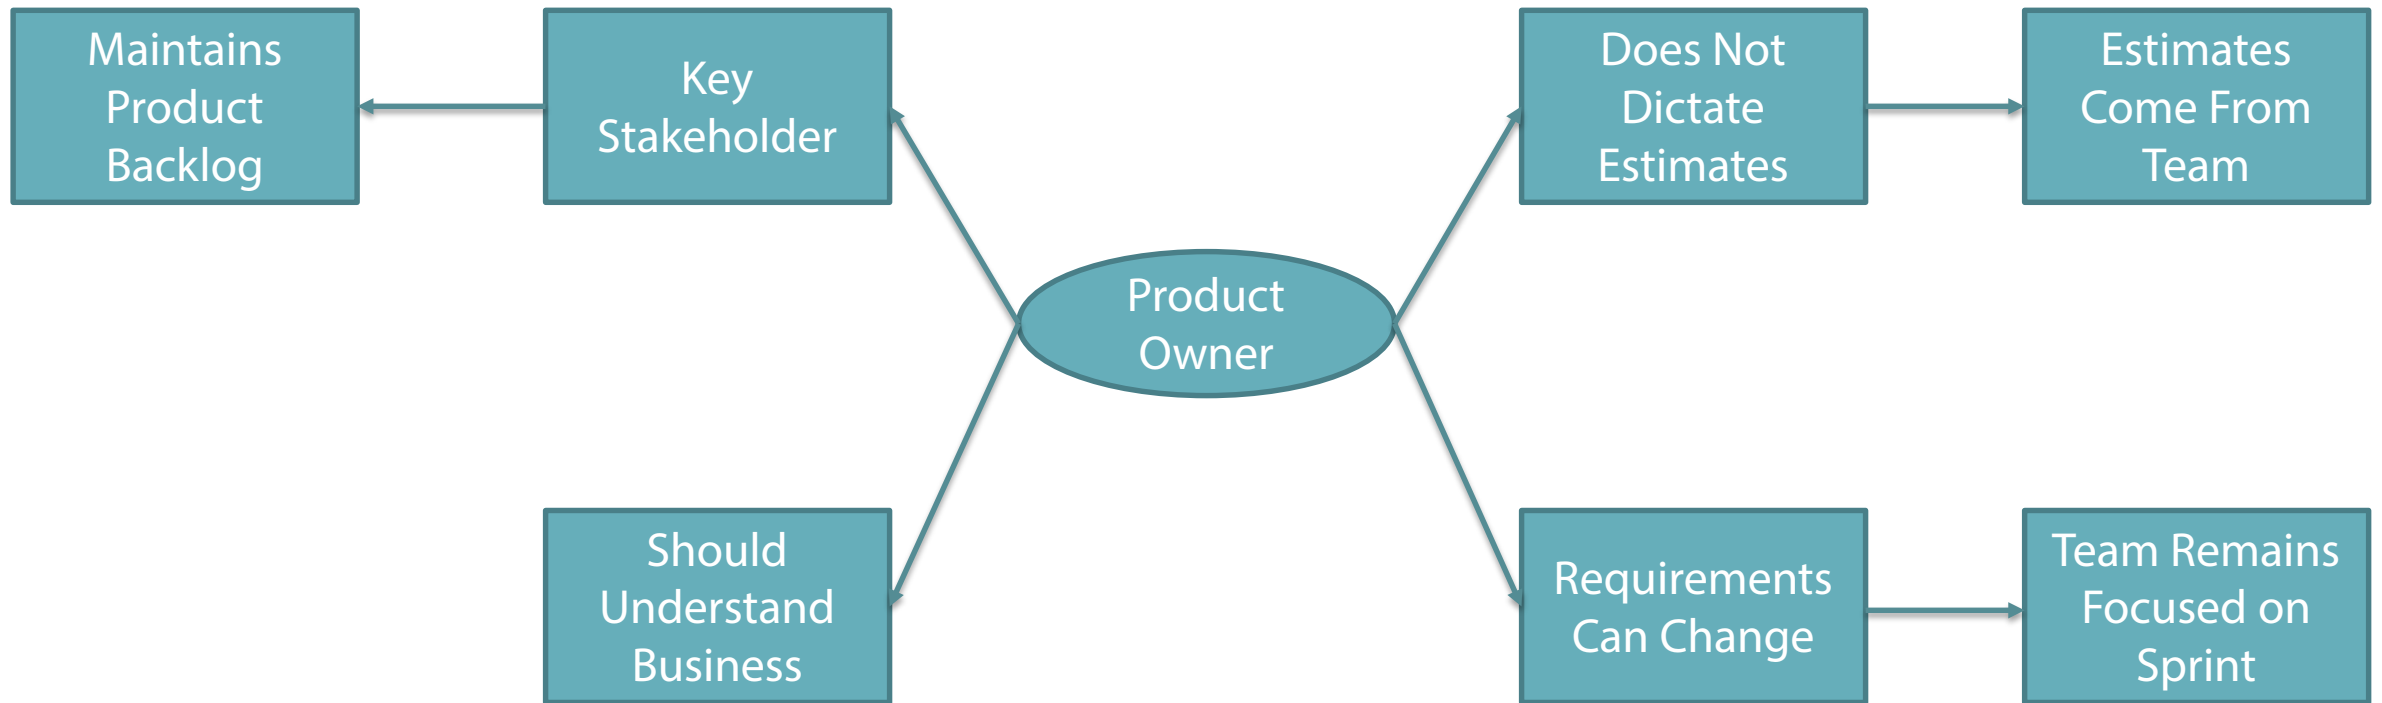 Maintains
Product
Backlog
Key
Stakeholder
Does Not
Dictate
Estimates
Estimates
Come From
Team
Product
Owner
Should
Understand
Business
Requirements
Can Change
Team Remains
Focused on
Sprint